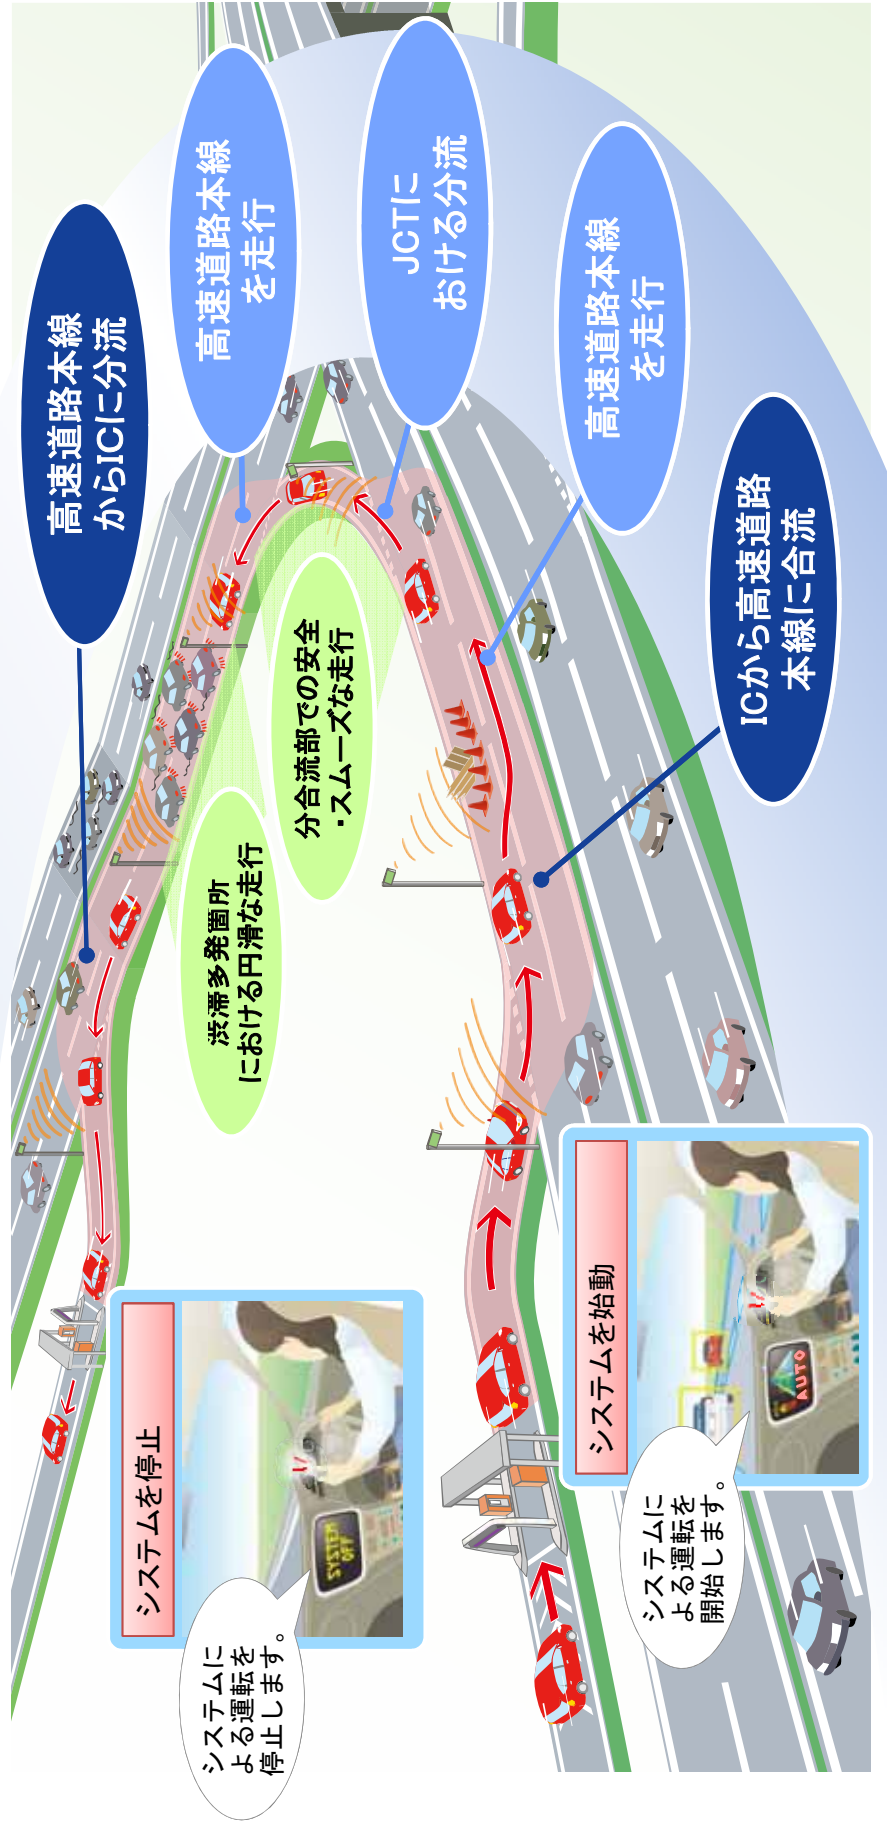 システムを始動
システムに
よる運転を
開始します。
AUTO
ICから高速道路
本線に合流
高速道路本線
を走行
JCTに
おける分流
高速道路本線
を走行
高速道路本線
からICに分流
分合流部での安全
・スムーズな走行
渋滞多発箇所
における円滑な走行
システムを停止
システムに
よる運転を
停止します。
SYSTEM
OFF